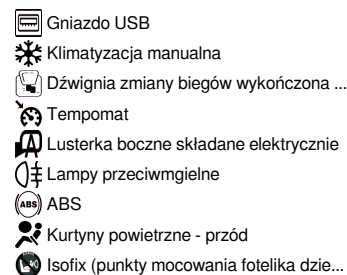 Gniazdo USB
Klimatyzacja manualna
Dźwignia zmiany biegów wykończona ...
Tempomat
Lusterka boczne składane elektrycznie
Lampy przeciwmgielne
ABS
Kurtyny powietrzne - przód
Isofix (punkty mocowania fotelika dzie...